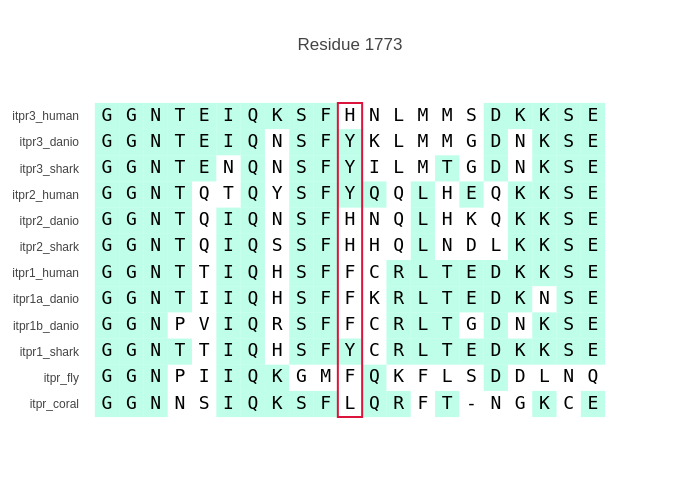 Residue 1773
itpr3_human G G N T E I Q K S F H N L M M S D K K S E
itpr3_danio G G N T E I Q N S F Y K L M M G D N K S E
itpr3_shark G G N T E N Q N S F Y I L M T G D N K S E
itpr2_human G G N T Q T Q Y S F Y Q Q L H E Q K K S E
itpr2_danio G G N T Q I Q N S F H N Q L H K Q K K S E
itpr2_shark G G N T Q I Q S S F H H Q L N D L K K S E
itpr1_human G G N T T I Q H S F F C R L T E D K K S E
itpr1a_danio G G N T I I Q H S F F K R L T E D K N S E
itpr1b_danio G G N P V I Q R S F F C R L T G D N K S E
itpr1_shark G G N T T I Q H S F Y C R L T E D K K S E
itpr_fly G G N P I I Q K G M F Q K F L S D D L N Q
itpr_coral G G N N S I Q K S F L Q R F T - N G K C E